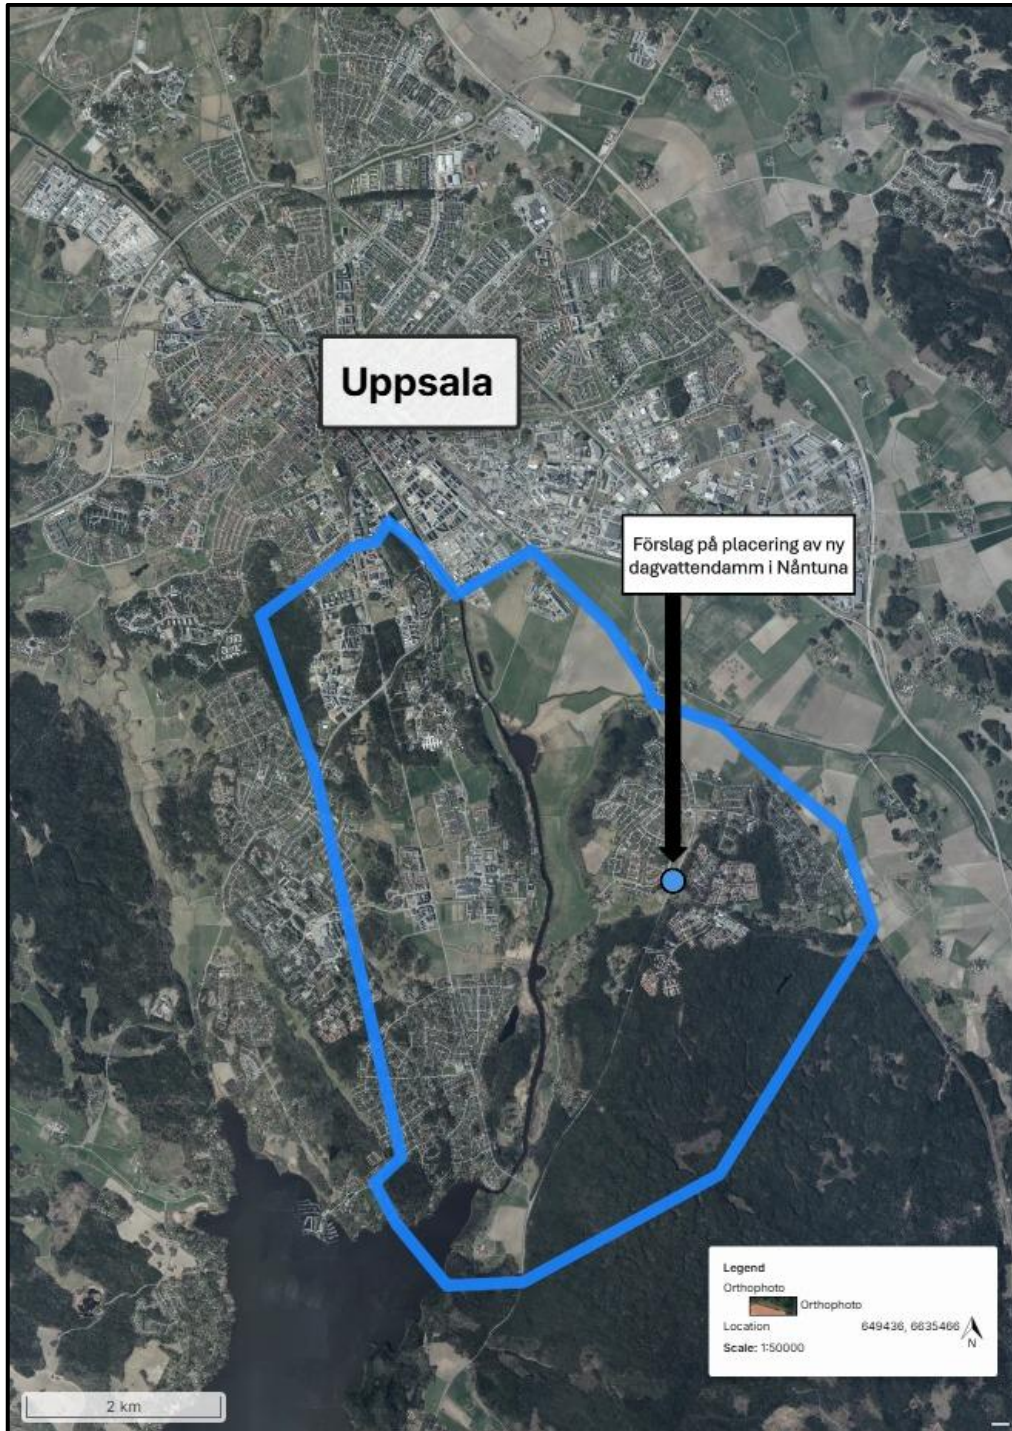 Uppsala
Förslag på placering av ny
dagvattendamm i Nåntuna
Legend
Orthophoto
Orthophoto
Location 649436, 6635466
N
Scale: 1:50000
2 km